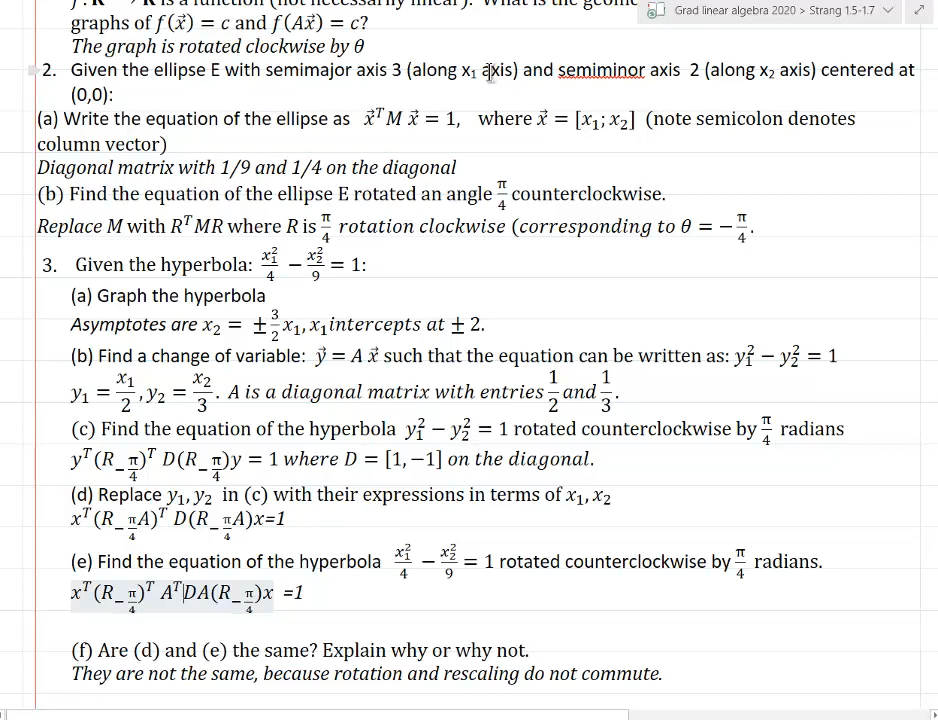 Grad linear algebra 2020 > Strang 1.5-1.7
graphs of f(x⃗) = c and f(Ax⃗) = c?
The graph is rotated clockwise by θ
2. Given the ellipse E with semimajor axis 3 (along x₁ axis) and semiminor axis 2 (along x₂ axis) centered at
(0,0):
(a) Write the equation of the ellipse as x⃗ᵀM x⃗ = 1, where x⃗ = [x₁; x₂] (note semicolon denotes
column vector)
Diagonal matrix with 1/9 and 1/4 on the diagonal
(b) Find the equation of the ellipse E rotated an angle π/4 counterclockwise.
Replace M with RᵀMR where R is π/4 rotation clockwise (corresponding to θ = −π/4.
3. Given the hyperbola: x₁²/4 − x₂²/9 = 1:
(a) Graph the hyperbola
Asymptotes are x₂ = ±3/2 x₁, x₁intercepts at ± 2.
(b) Find a change of variable: y⃗ = A x⃗ such that the equation can be written as: y₁² − y₂² = 1
y₁ = x₁/2, y₂ = x₂/3. A is a diagonal matrix with entries 1/2 and 1/3.
(c) Find the equation of the hyperbola y₁² − y₂² = 1 rotated counterclockwise by π/4 radians
yᵀ(R_−π/4)ᵀ D(R_−π/4)y = 1 where D = [1, −1] on the diagonal.
(d) Replace y₁, y₂ in (c) with their expressions in terms of x₁, x₂
xᵀ(R_−π/4 A)ᵀ D(R_−π/4 A)x=1
(e) Find the equation of the hyperbola x₁²/4 − x₂²/9 = 1 rotated counterclockwise by π/4 radians.
xᵀ(R_−π/4)ᵀ AᵀDA(R_−π/4)x =1
(f) Are (d) and (e) the same? Explain why or why not.
They are not the same, because rotation and rescaling do not commute.